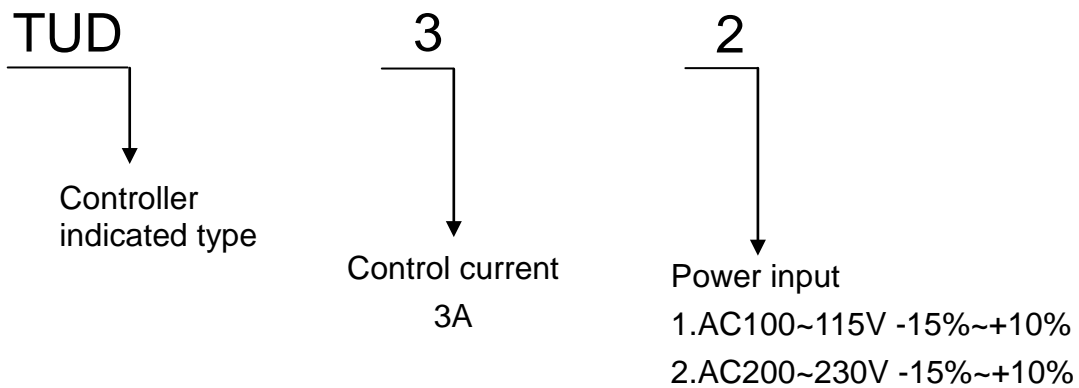 TUD 3 2
Controller
indicated type
Control current
3A
Power input
1.AC100~115V -15%~+10%
2.AC200~230V -15%~+10%